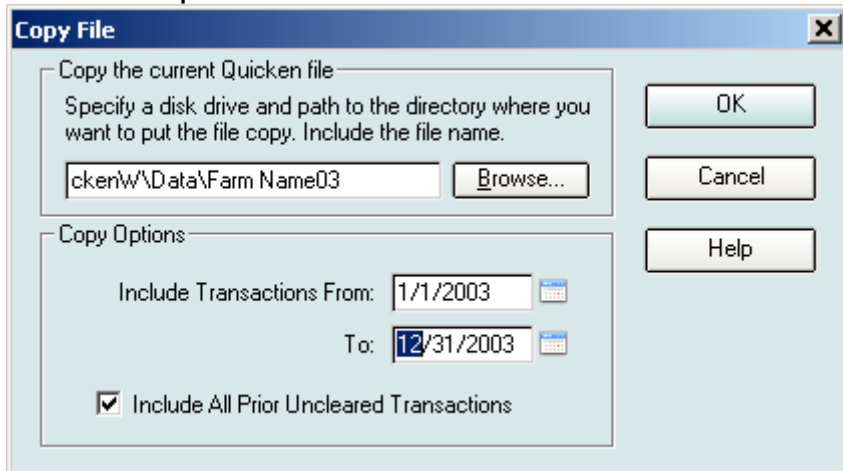 Copy File
Copy the current Quicken file
Specify a disk drive and path to the directory where you
want to put the file copy. Include the file name.
ckenW\Data\Farm Name03
Browse...
OK
Cancel
Help
Copy Options
Include Transactions From: 1/1/2003
To: 12/31/2003
Include All Prior Uncleared Transactions